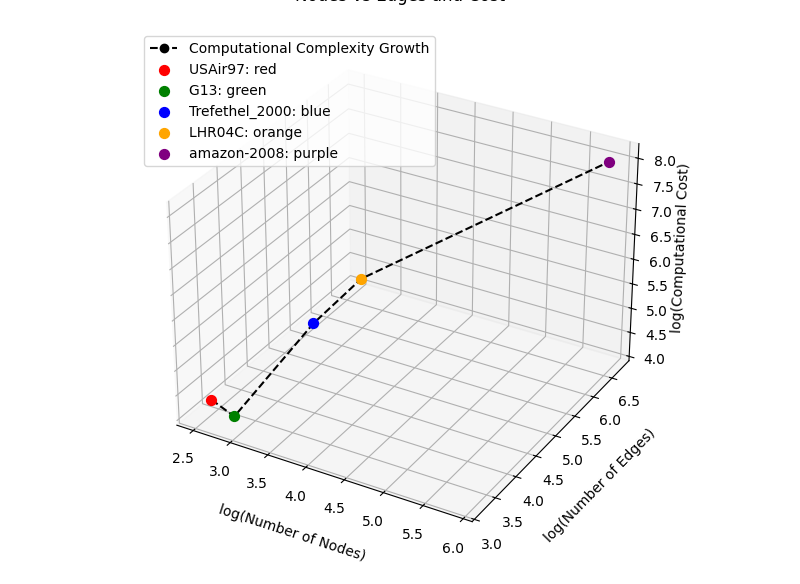 Nodes vs Edges and Cost
Computational Complexity Growth
USAir97: red
G13: green
Trefethel_2000: blue
LHR04C: orange
amazon-2008: purple
8.0
7.5
7.0
6.5
6.0
5.5
5.0
4.5
4.0
log(Computational Cost)
2.5
3.0
3.5
4.0
4.5
5.0
5.5
6.0
log(Number of Nodes)
3.0
3.5
4.0
4.5
5.0
5.5
6.0
6.5
log(Number of Edges)